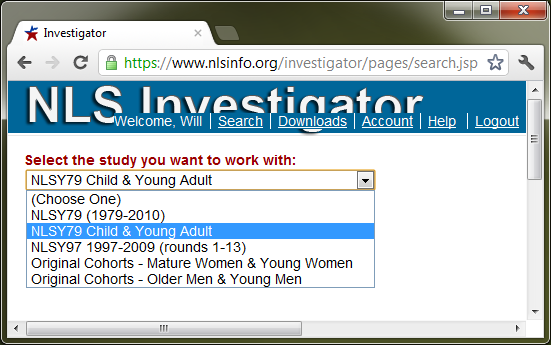 Investigator
https://www.nlsinfo.org/investigator/pages/search.jsp
NLS Investigator
Welcome, Will | Search | Downloads | Account | Help | Logout
Select the study you want to work with:
NLSY79 Child & Young Adult
(Choose One)
NLSY79 (1979-2010)
NLSY79 Child & Young Adult
NLSY97 1997-2009 (rounds 1-13)
Original Cohorts - Mature Women & Young Women
Original Cohorts - Older Men & Young Men